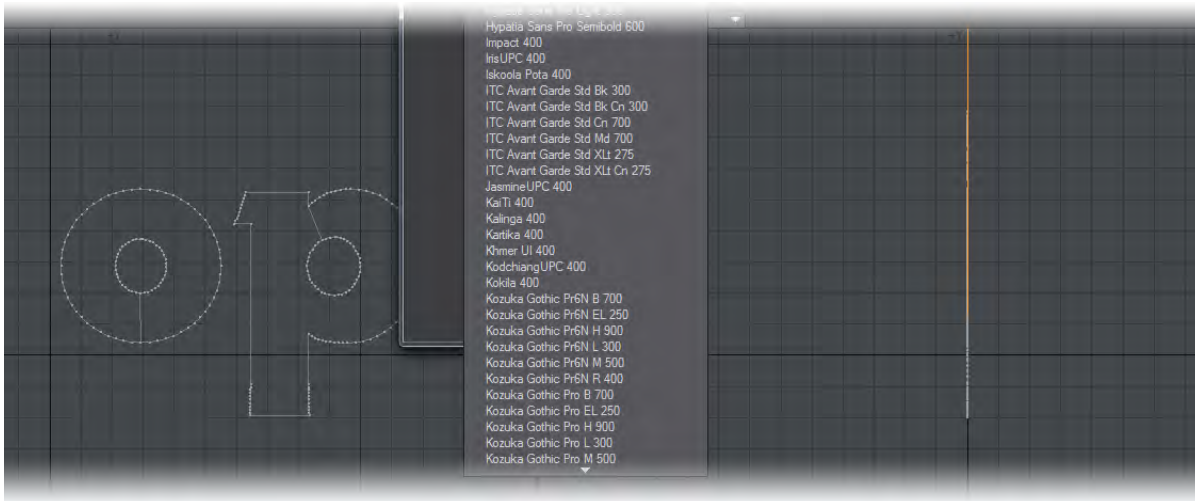 Hypatia Sans Pro Semibold 600
Impact 400
IrisUPC 400
Iskoola Pota 400
ITC Avant Garde Std Bk 300
ITC Avant Garde Std Bk Cn 300
ITC Avant Garde Std Cn 700
ITC Avant Garde Std Md 700
ITC Avant Garde Std XLt 275
ITC Avant Garde Std XLt Cn 275
JasmineUPC 400
KaiTi 400
Kalinga 400
Kartika 400
Khmer UI 400
KodchiangUPC 400
Kokila 400
Kozuka Gothic Pr6N B 700
Kozuka Gothic Pr6N EL 250
Kozuka Gothic Pr6N H 900
Kozuka Gothic Pr6N L 300
Kozuka Gothic Pr6N M 500
Kozuka Gothic Pr6N R 400
Kozuka Gothic Pro B 700
Kozuka Gothic Pro EL 250
Kozuka Gothic Pro H 900
Kozuka Gothic Pro L 300
Kozuka Gothic Pro M 500
op